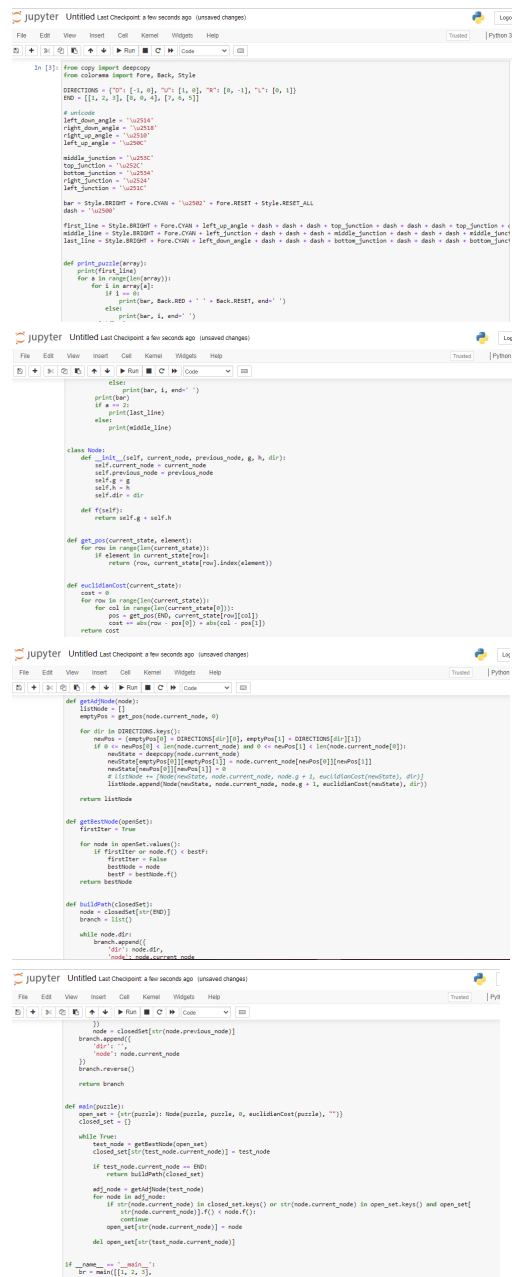 jupyter Untitled Last Checkpoint: a few seconds ago (unsaved changes)
Logo
File Edit View Insert Cell Kernel Widgets Help Trusted Python 3
Run Code
In [3]: from copy import deepcopy
from colorama import Fore, Back, Style
DIRECTIONS = {"D": [-1, 0], "U": [1, 0], "R": [0, -1], "L": [0, 1]}
END = [[1, 2, 3], [8, 0, 4], [7, 6, 5]]
# unicode
left_down_angle = '\u2514'
right_down_angle = '\u2518'
right_up_angle = '\u2510'
left_up_angle = '\u250C'
middle_junction = '\u253C'
top_junction = '\u252C'
bottom_junction = '\u2534'
right_junction = '\u2524'
left_junction = '\u251C'
bar = Style.BRIGHT + Fore.CYAN + '\u2502' + Fore.RESET + Style.RESET_ALL
dash = '\u2500'
first_line = Style.BRIGHT + Fore.CYAN + left_up_angle + dash + dash + dash + top_junction + dash + dash + dash + top_junction +
middle_line = Style.BRIGHT + Fore.CYAN + left_junction + dash + dash + dash + middle_junction + dash + dash + dash + middle_junct
last_line = Style.BRIGHT + Fore.CYAN + left_down_angle + dash + dash + dash + bottom_junction + dash + dash + dash + bottom_junct
def print_puzzle(array):
print(first_line)
for a in range(len(array)):
for i in array[a]:
if i == 0:
print(bar, Back.RED + ' ' + Back.RESET, end=' ')
else:
print(bar, i, end=' ')
jupyter Untitled Last Checkpoint: a few seconds ago (unsaved changes)
Log
File Edit View Insert Cell Kernel Widgets Help Trusted Python
Run Code
else:
print(bar, i, end=' ')
print(bar)
if a == 2:
print(last_line)
else:
print(middle_line)
class Node:
def __init__(self, current_node, previous_node, g, h, dir):
self.current_node = current_node
self.previous_node = previous_node
self.g = g
self.h = h
self.dir = dir
def f(self):
return self.g + self.h
def get_pos(current_state, element):
for row in range(len(current_state)):
if element in current_state[row]:
return (row, current_state[row].index(element))
def euclidianCost(current_state):
cost = 0
for row in range(len(current_state)):
for col in range(len(current_state[0])):
pos = get_pos(END, current_state[row][col])
cost += abs(row - pos[0]) + abs(col - pos[1])
return cost
jupyter Untitled Last Checkpoint: a few seconds ago (unsaved changes)
Log
File Edit View Insert Cell Kernel Widgets Help Trusted Python
Run Code
def getAdjNode(node):
listNode = []
emptyPos = get_pos(node.current_node, 0)
for dir in DIRECTIONS.keys():
newPos = (emptyPos[0] + DIRECTIONS[dir][0], emptyPos[1] + DIRECTIONS[dir][1])
if 0 <= newPos[0] < len(node.current_node) and 0 <= newPos[1] < len(node.current_node[0]):
newState = deepcopy(node.current_node)
newState[emptyPos[0]][emptyPos[1]] = node.current_node[newPos[0]][newPos[1]]
newState[newPos[0]][newPos[1]] = 0
# listNode += [Node(newState, node.current_node, node.g + 1, euclidianCost(newState), dir)]
listNode.append(Node(newState, node.current_node, node.g + 1, euclidianCost(newState), dir))
return listNode
def getBestNode(openSet):
firstIter = True
for node in openSet.values():
if firstIter or node.f() < bestF:
firstIter = False
bestNode = node
bestF = bestNode.f()
return bestNode
def buildPath(closedSet):
node = closedSet[str(END)]
branch = list()
while node.dir:
branch.append({
'dir': node.dir,
'node': node.current_node
jupyter Untitled Last Checkpoint: a few seconds ago (unsaved changes)
File Edit View Insert Cell Kernel Widgets Help Trusted Pyt
Run Code
})
node = closedSet[str(node.previous_node)]
branch.append({
'dir': '',
'node': node.current_node
})
branch.reverse()
return branch
def main(puzzle):
open_set = {str(puzzle): Node(puzzle, puzzle, 0, euclidianCost(puzzle), "")}
closed_set = {}
while True:
test_node = getBestNode(open_set)
closed_set[str(test_node.current_node)] = test_node
if test_node.current_node == END:
return buildPath(closed_set)
adj_node = getAdjNode(test_node)
for node in adj_node:
if str(node.current_node) in closed_set.keys() or str(node.current_node) in open_set.keys() and open_set[
str(node.current_node)].f() < node.f():
continue
open_set[str(node.current_node)] = node
del open_set[str(test_node.current_node)]
if __name__ == '__main__':
br = main([[1, 2, 3],